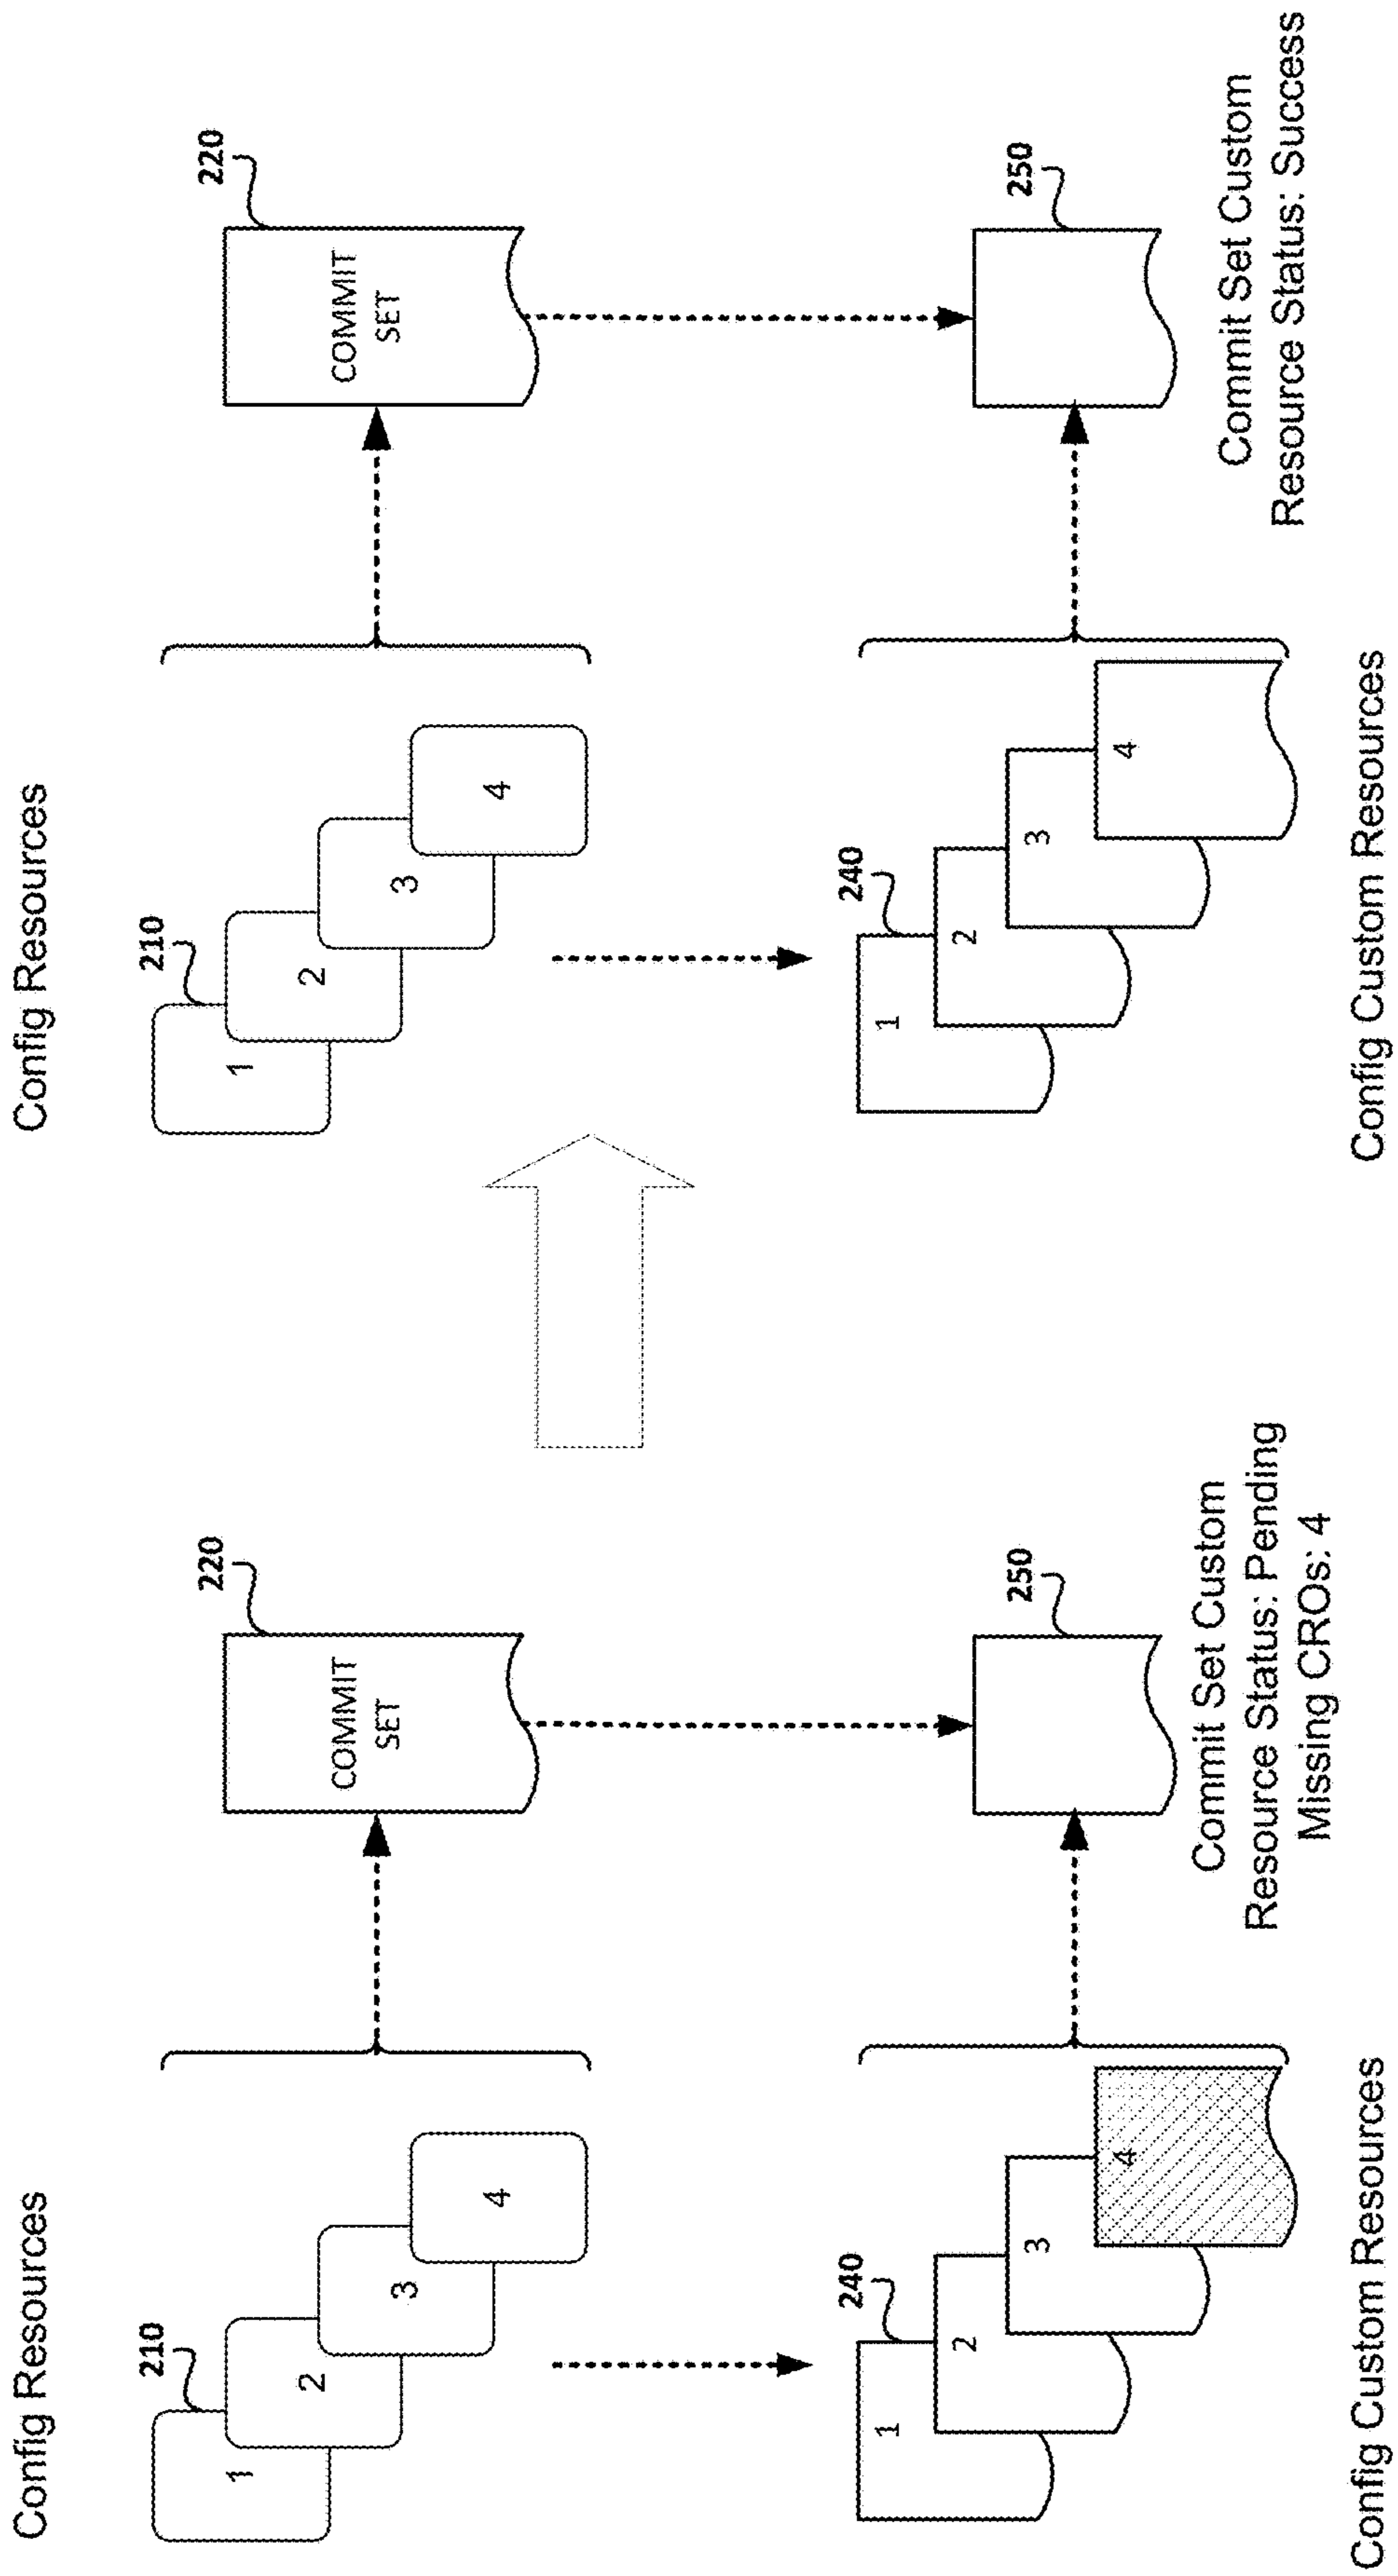 Config Resources
210
1
2
3
4
COMMIT
SET
220
240
1
2
3
4
Config Custom Resources
250
Commit Set Custom
Resource Status: Pending
Missing CROs: 4
Config Resources
210
1
2
3
4
COMMIT
SET
220
240
1
2
3
4
Config Custom Resources
250
Commit Set Custom
Resource Status: Success